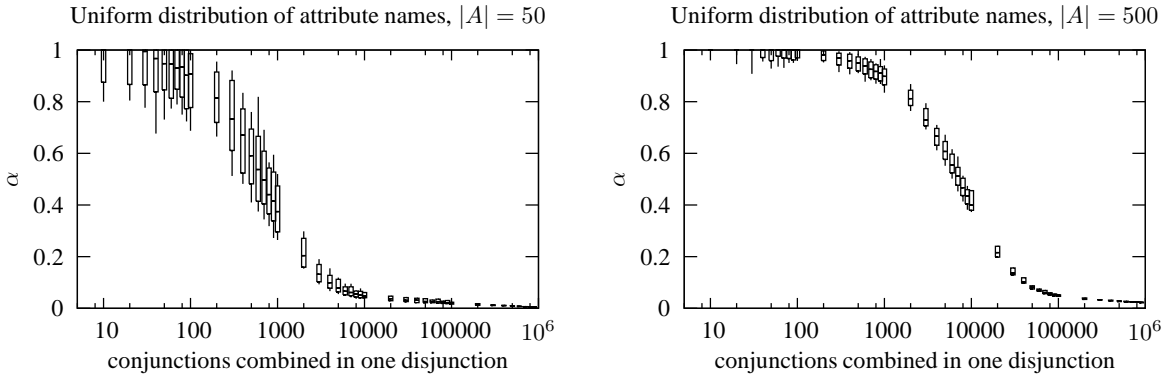 Uniform distribution of attribute names, |A| = 50
1
0.8
0.6
α
0.4
0.2
0
10 100 1000 10000 100000 10^6
conjunctions combined in one disjunction
Uniform distribution of attribute names, |A| = 500
1
0.8
0.6
α
0.4
0.2
0
10 100 1000 10000 100000 10^6
conjunctions combined in one disjunction